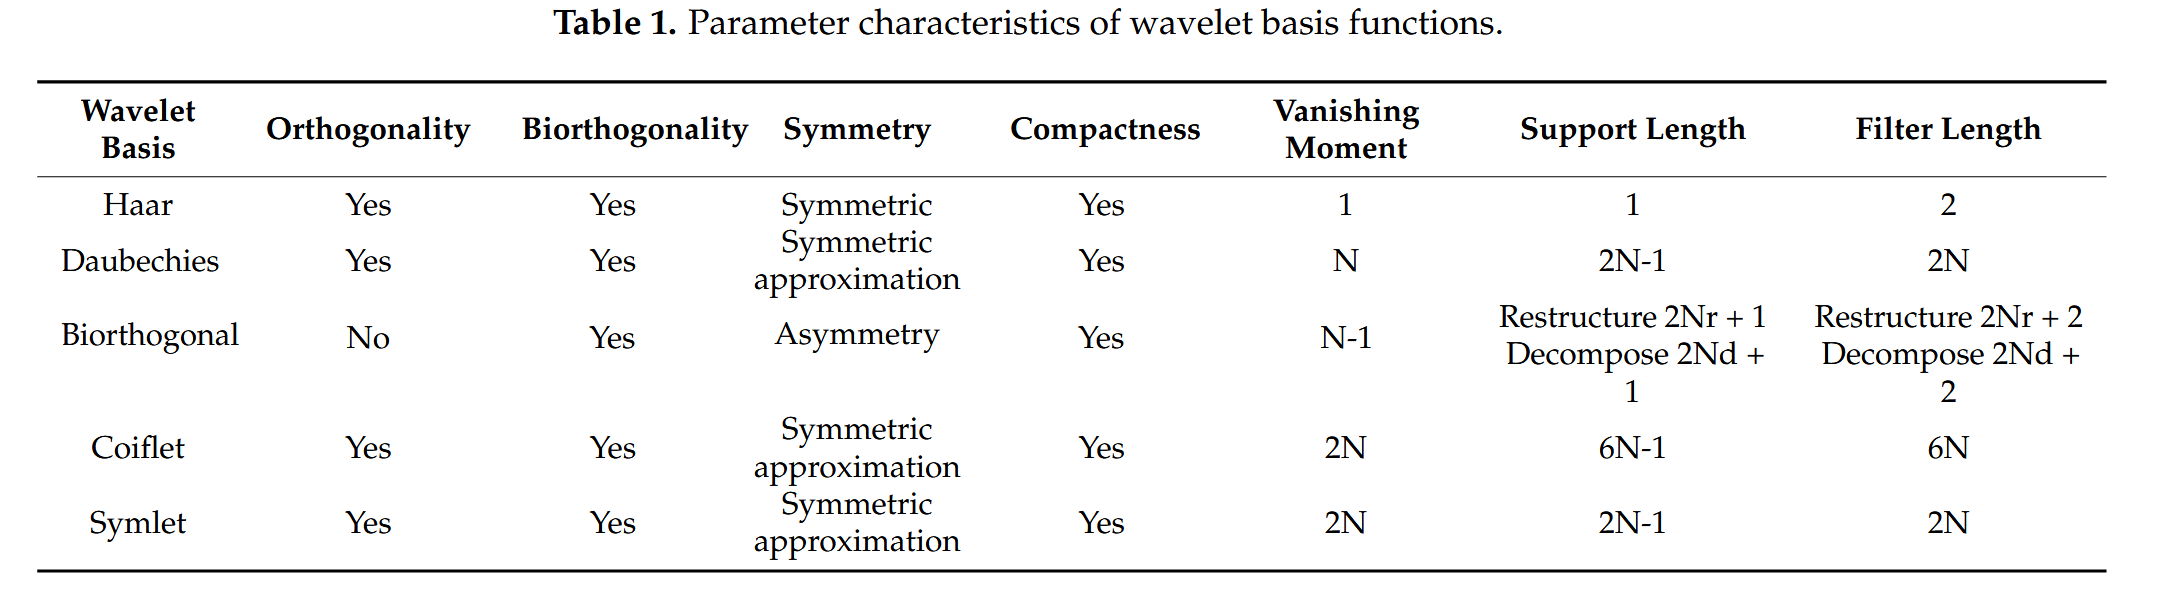 Table 1. Parameter characteristics of wavelet basis functions.
Wavelet Basis Orthogonality Biorthogonality Symmetry Compactness Vanishing Moment Support Length Filter Length
Haar Yes Yes Symmetric Yes 1 1 2
Daubechies Yes Yes Symmetric approximation Yes N 2N-1 2N
Biorthogonal No Yes Asymmetry Yes N-1 Restructure 2Nr + 1 Decompose 2Nd + 1 Restructure 2Nr + 2 Decompose 2Nd + 2
Coiflet Yes Yes Symmetric approximation Yes 2N 6N-1 6N
Symlet Yes Yes Symmetric approximation Yes 2N 2N-1 2N